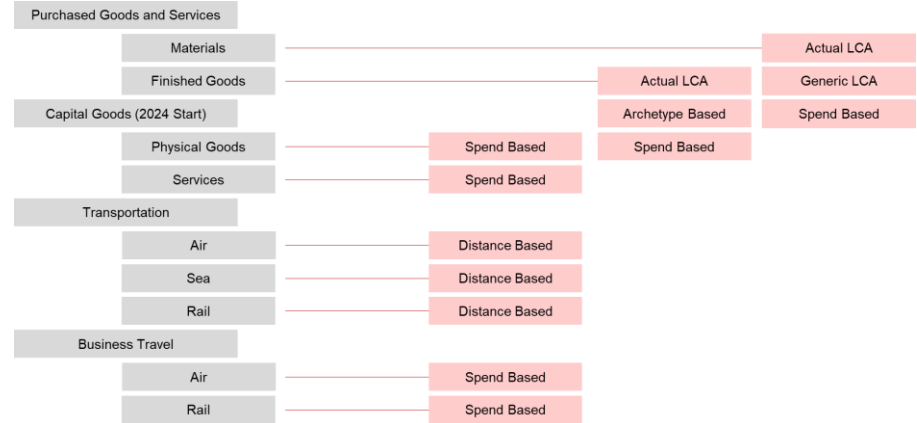 Purchased Goods and Services
Materials
Actual LCA
Finished Goods
Actual LCA
Generic LCA
Capital Goods (2024 Start)
Archetype Based
Spend Based
Physical Goods
Spend Based
Spend Based
Services
Spend Based
Transportation
Air
Distance Based
Sea
Distance Based
Rail
Distance Based
Business Travel
Air
Spend Based
Rail
Spend Based